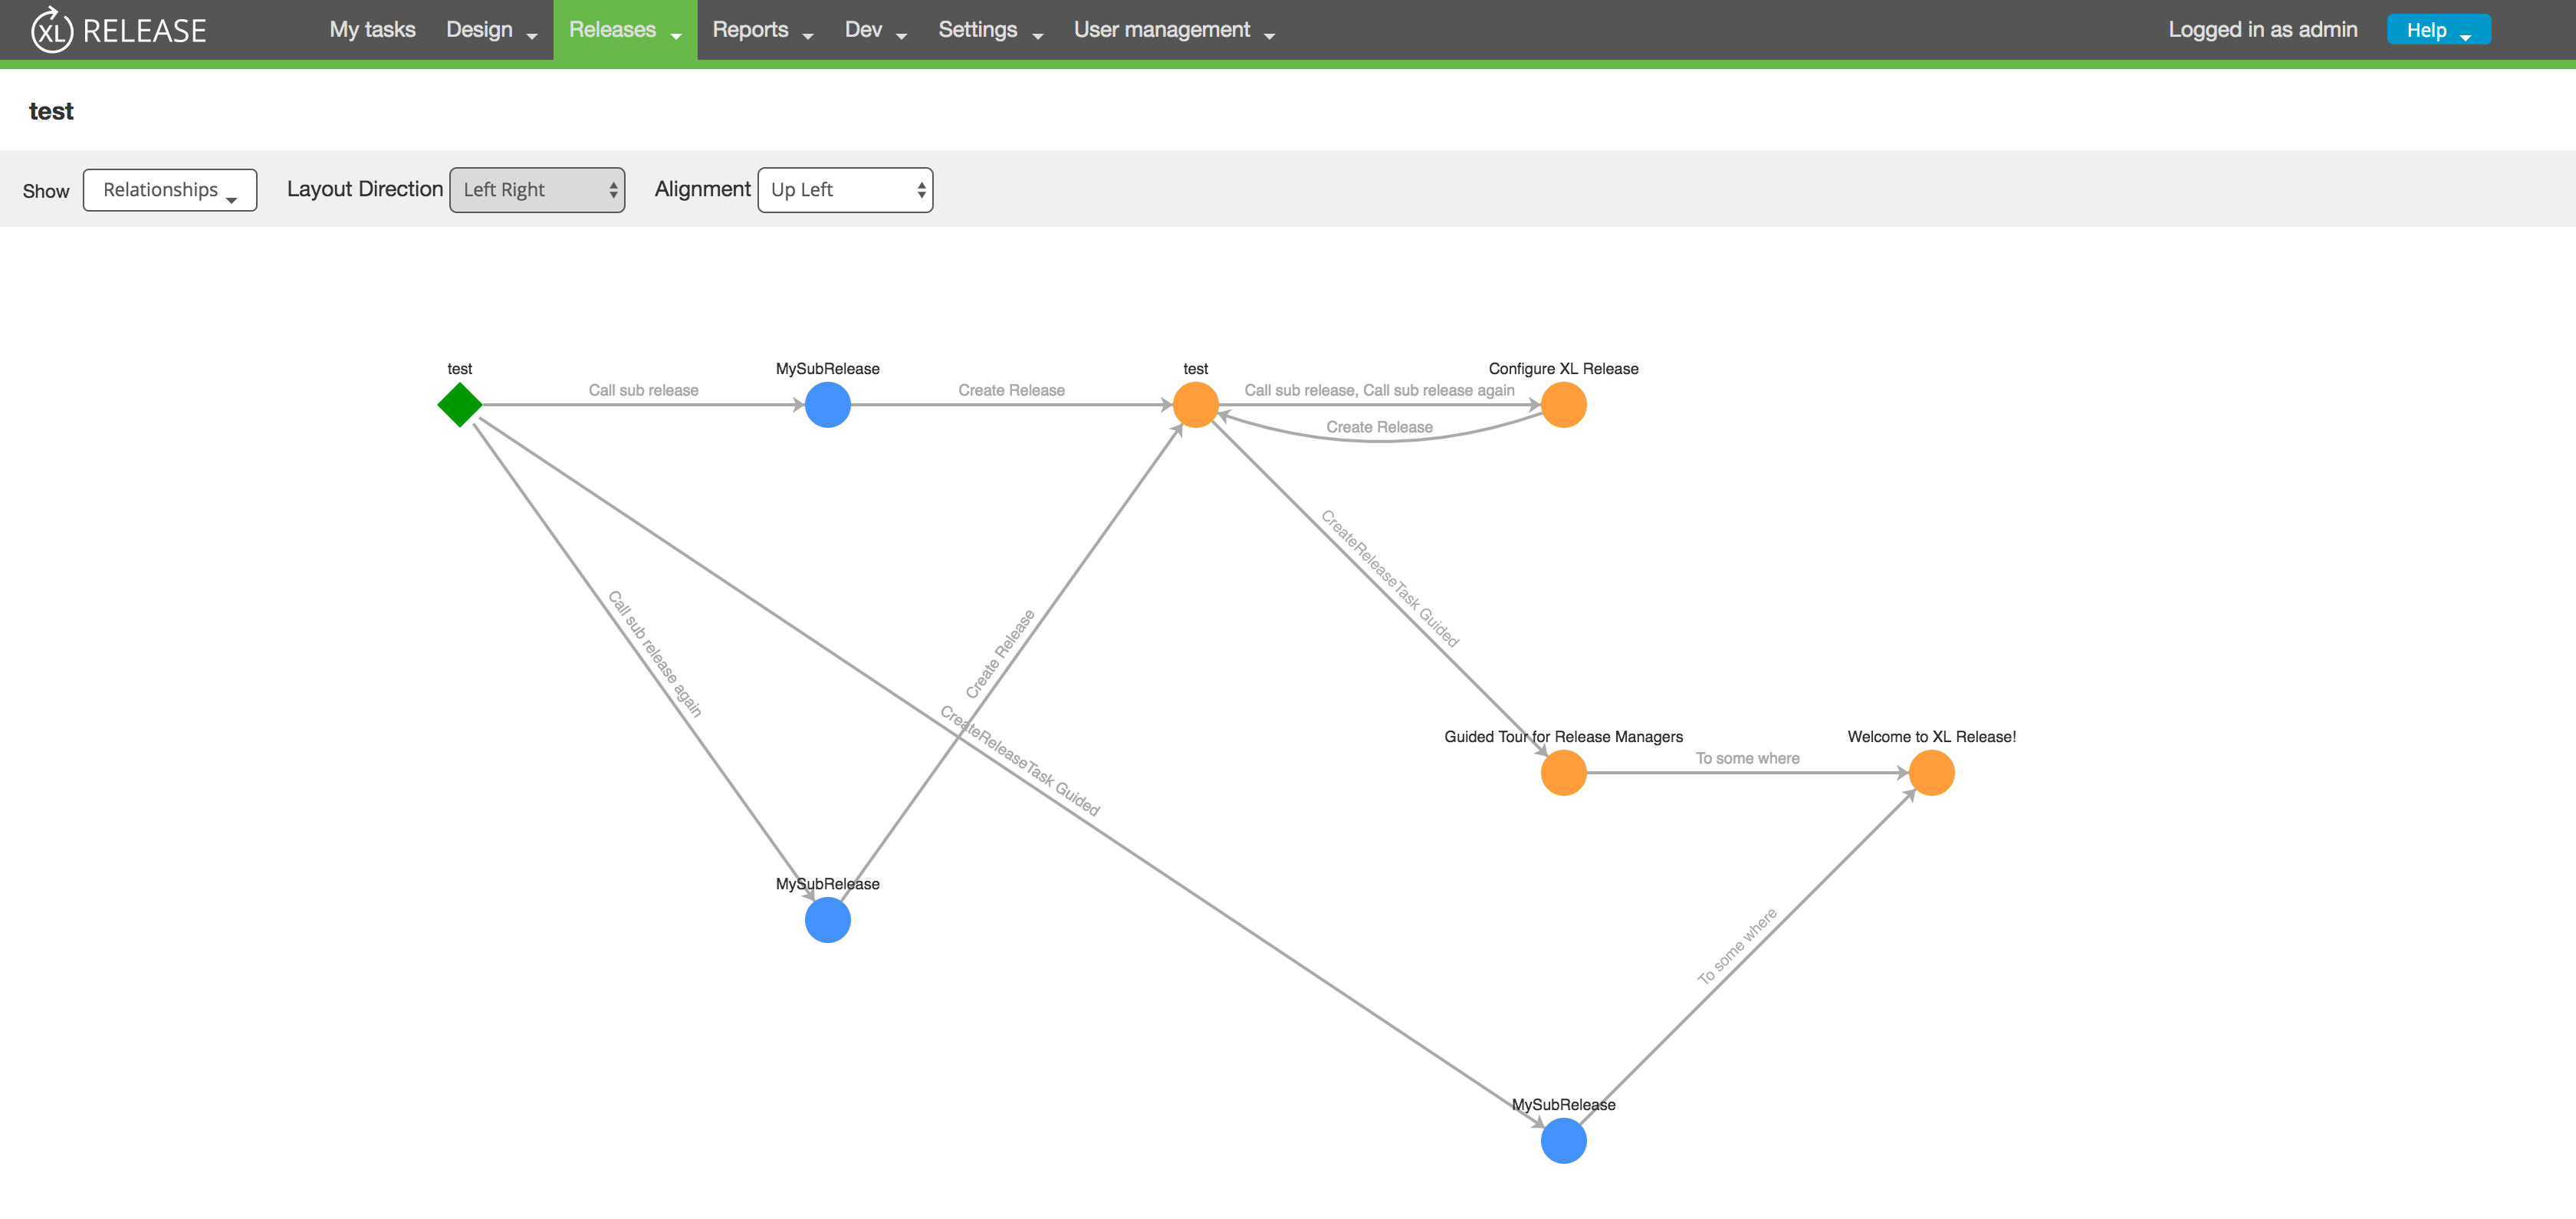 XL RELEASE My tasks Design Releases Reports Dev Settings User management Logged in as admin Help
test
Show Relationships Layout Direction Left Right Alignment Up Left
test MySubRelease test Configure XL Release
Call sub release Create Release Call sub release, Call sub release again
Create Release
CreateReleaseTask Guided
Call sub release again
Create Release
CreateReleaseTask Guided
Guided Tour for Release Managers Welcome to XL Release!
To some where
MySubRelease
To some where
MySubRelease